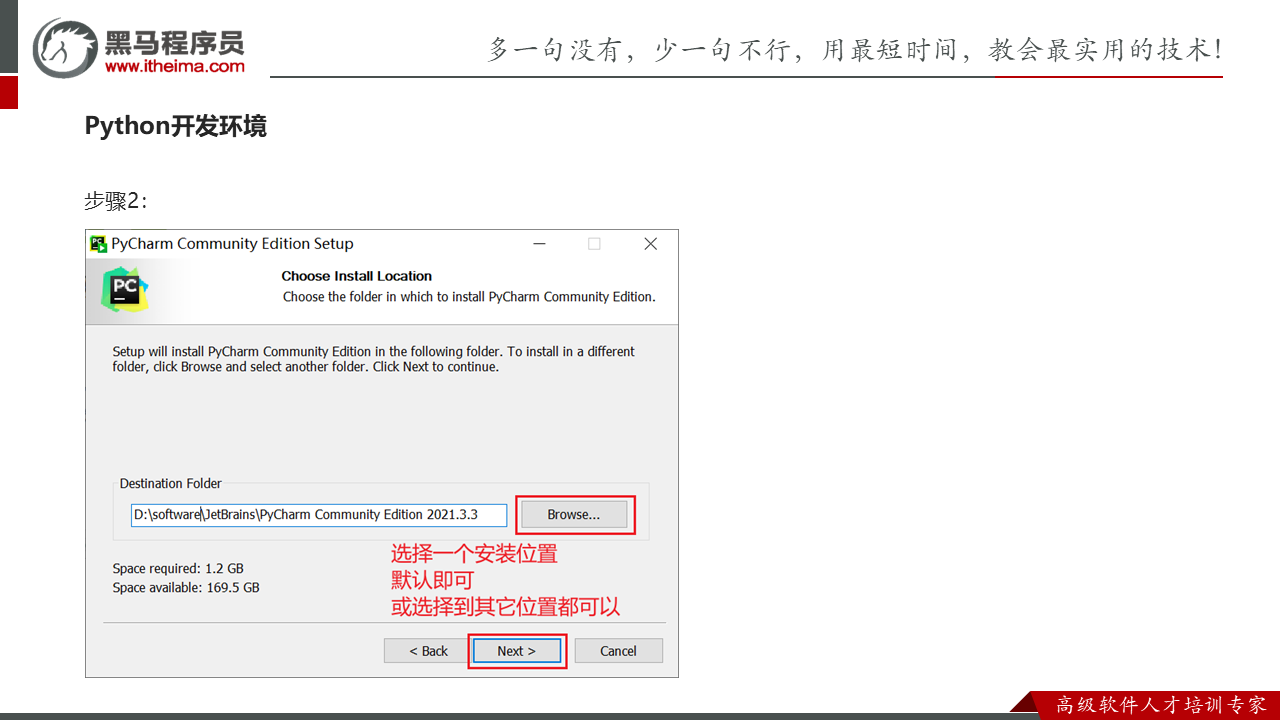 黑马程序员
www.itheima.com
多一句没有，少一句不行，用最短时间，教会最实用的技术！
Python开发环境
步骤2：
PC
PyCharm Community Edition Setup
PC
Choose Install Location
Choose the folder in which to install PyCharm Community Edition.
Setup will install PyCharm Community Edition in the following folder. To install in a different
folder, click Browse and select another folder. Click Next to continue.
Destination Folder
D:\software\JetBrains\PyCharm Community Edition 2021.3.3
Browse...
选择一个安装位置
默认即可
或选择到其它位置都可以
Space required: 1.2 GB
Space available: 169.5 GB
< Back
Next >
Cancel
高级软件人才培训专家